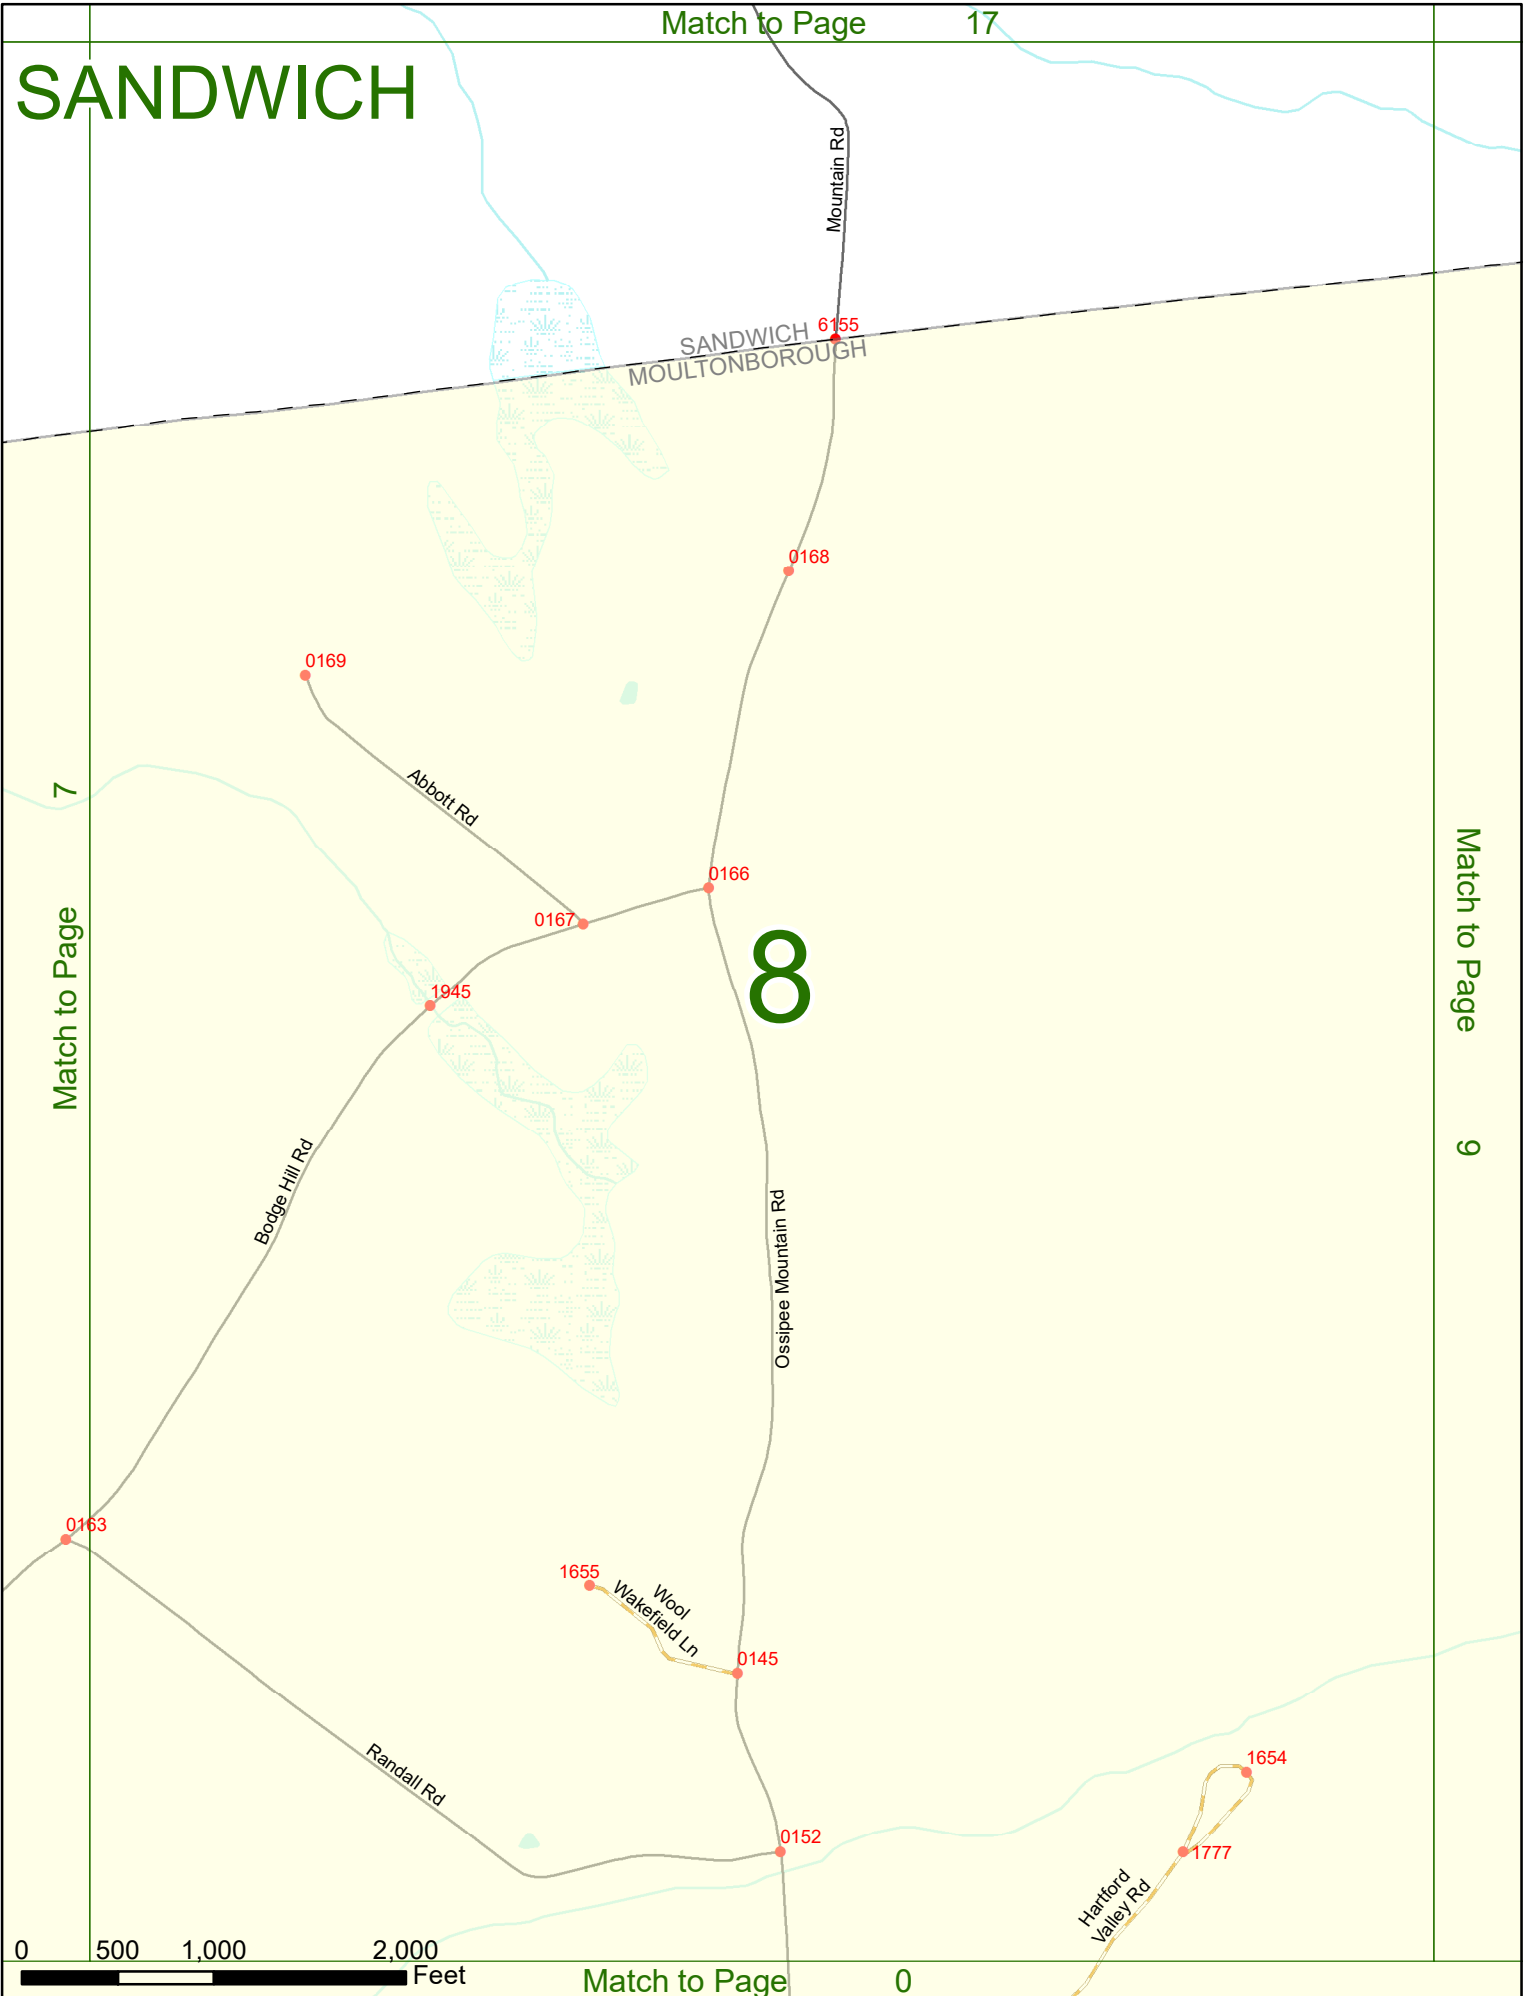 Match to Page 17
SANDWICH
Mountain Rd
6155
SANDWICH
MOULTONBOROUGH
0168
0169
Abbott Rd
7
Match to Page
0166
0167
8
Match to Page
9
1945
Bodge Hill Rd
Ossipee Mountain Rd
0163
1655
Wool
Wakefield Ln
0145
Randall Rd
1654
0152
1777
Hartford
Valley Rd
0 500 1,000 2,000
Feet
Match to Page 0